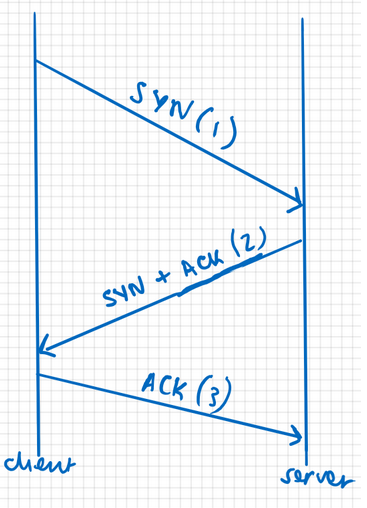 SYN (1)
SYN + ACK (2)
ACK (3)
client
server